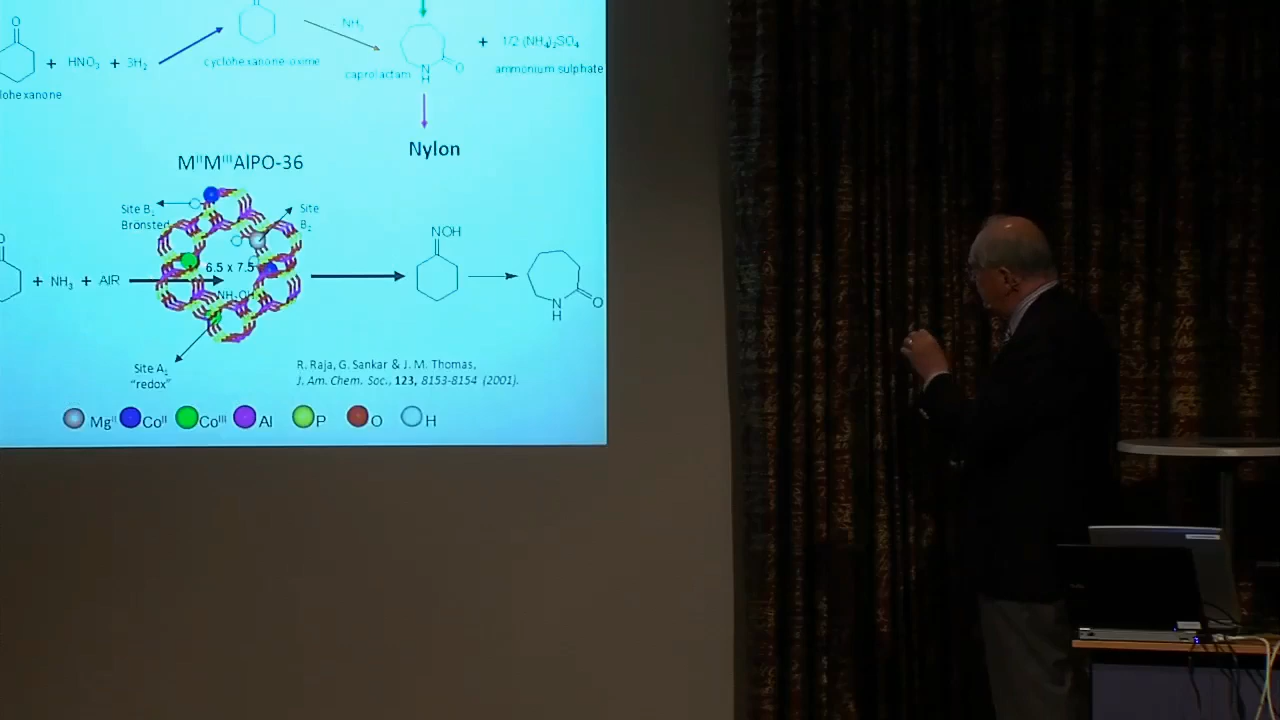 O
NH₃
+ HNO₃ + 3H₂
+ 1/2 (NH₄)₂SO₄
cyclohexanone oxime
caprolactam
N
H
O
ammonium sulphate
lohexanone
Nylon
MᴵᴵMᴵᴵᴵAlPO-36
Site B₁
Bronsted
Site
B₂
NOH
6.5 x 7.5
+ NH₃ + AIR
NH₂OH
N
H
O
Site A₁
"redox"
R. Raja, G. Sankar & J. M. Thomas,
J. Am. Chem. Soc., 123, 8153-8154 (2001).
Mgᴵᴵ Coᴵᴵ Coᴵᴵᴵ Al P O H